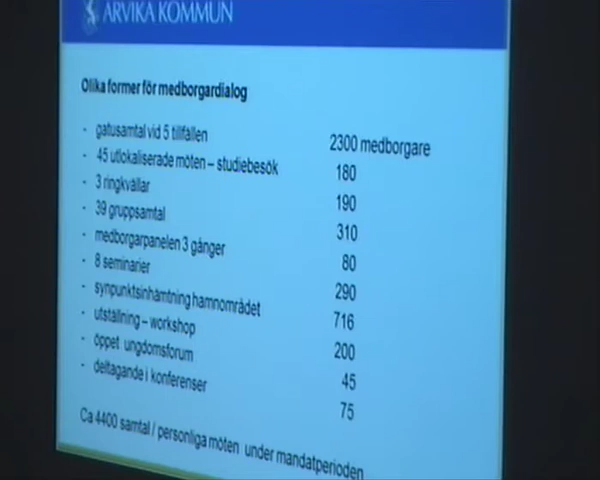 ARVIKA KOMMUN
Olika former för medborgardialog
- gatusamtal vid 5 tillfällen 2300 medborgare
- 45 utlokaliserade möten – studiebesök 180
- 3 ringkvällar 190
- 39 gruppsamtal 310
- medborgarpanelen 3 gånger 80
- 8 seminarier 290
- synpunktsinhämtning hamnområdet 716
- utställning – workshop 200
- öppet ungdomsforum 45
- deltagande i konferenser 75
Ca 4400 samtal / personliga möten under mandatperioden